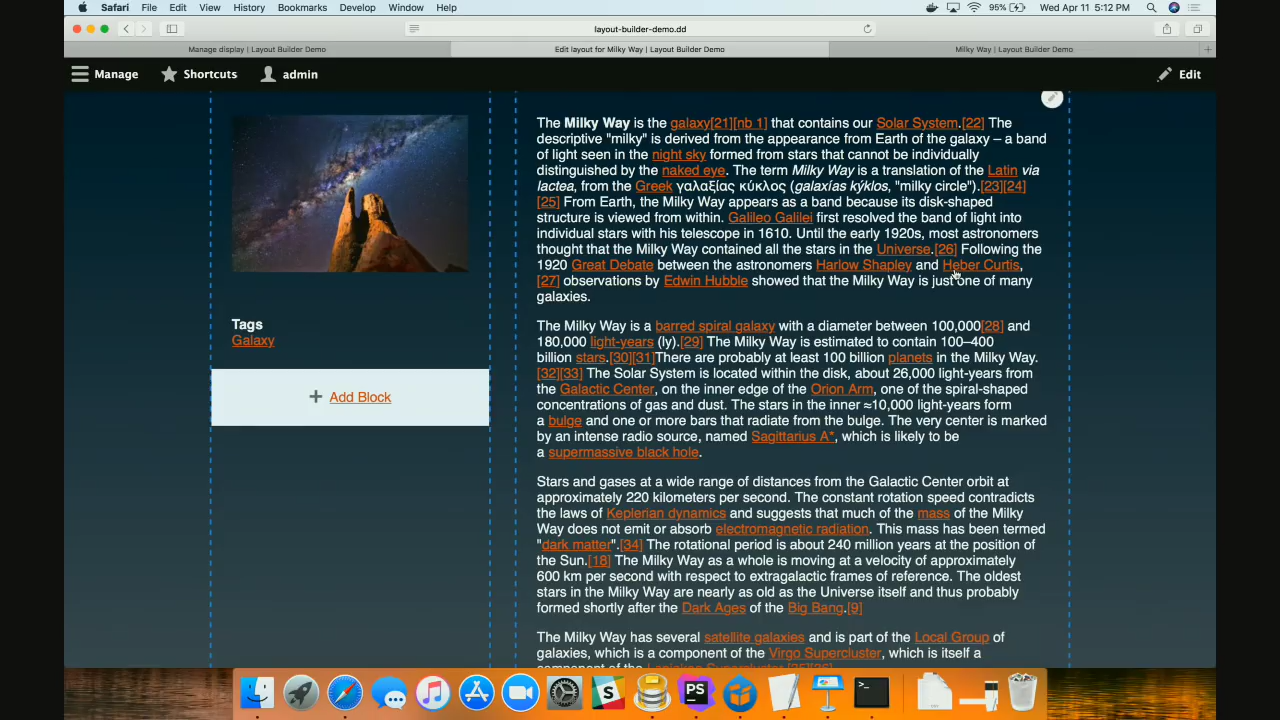 Safari File Edit View History Bookmarks Develop Window Help 95% Wed Apr 11 5:12 PM
layout-builder-demo.dd
Manage display | Layout Builder Demo
Edit layout for Milky Way | Layout Builder Demo
Milky Way | Layout Builder Demo
Manage Shortcuts admin Edit
Tags
Galaxy
+ Add Block
The Milky Way is the galaxy[21][nb 1] that contains our Solar System.[22] The
descriptive "milky" is derived from the appearance from Earth of the galaxy – a band
of light seen in the night sky formed from stars that cannot be individually
distinguished by the naked eye. The term Milky Way is a translation of the Latin via
lactea, from the Greek γαλαξίας κύκλος (galaxías kýklos, "milky circle").[23][24]
[25] From Earth, the Milky Way appears as a band because its disk-shaped
structure is viewed from within. Galileo Galilei first resolved the band of light into
individual stars with his telescope in 1610. Until the early 1920s, most astronomers
thought that the Milky Way contained all the stars in the Universe.[26] Following the
1920 Great Debate between the astronomers Harlow Shapley and Heber Curtis,
[27] observations by Edwin Hubble showed that the Milky Way is just one of many
galaxies.
The Milky Way is a barred spiral galaxy with a diameter between 100,000[28] and
180,000 light-years (ly).[29] The Milky Way is estimated to contain 100–400
billion stars.[30][31]There are probably at least 100 billion planets in the Milky Way.
[32][33] The Solar System is located within the disk, about 26,000 light-years from
the Galactic Center, on the inner edge of the Orion Arm, one of the spiral-shaped
concentrations of gas and dust. The stars in the inner ≈10,000 light-years form
a bulge and one or more bars that radiate from the bulge. The very center is marked
by an intense radio source, named Sagittarius A*, which is likely to be
a supermassive black hole.
Stars and gases at a wide range of distances from the Galactic Center orbit at
approximately 220 kilometers per second. The constant rotation speed contradicts
the laws of Keplerian dynamics and suggests that much of the mass of the Milky
Way does not emit or absorb electromagnetic radiation. This mass has been termed
"dark matter".[34] The rotational period is about 240 million years at the position of
the Sun.[18] The Milky Way as a whole is moving at a velocity of approximately
600 km per second with respect to extragalactic frames of reference. The oldest
stars in the Milky Way are nearly as old as the Universe itself and thus probably
formed shortly after the Dark Ages of the Big Bang.[9]
The Milky Way has several satellite galaxies and is part of the Local Group of
galaxies, which is a component of the Virgo Supercluster, which is itself a
component of the Laniakea Supercluster.[35][36]
PS